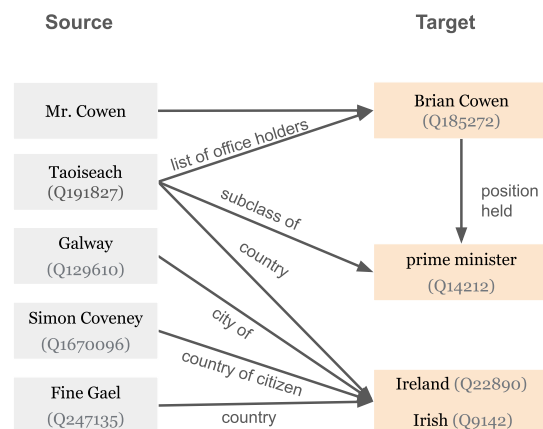 Source
Target
Mr. Cowen
Brian Cowen
(Q185272)
list of office holders
Taoiseach
(Q191827)
subclass of
position
held
Galway
(Q129610)
country
prime minister
(Q14212)
Simon Coveney
(Q1670096)
city of
country of citizen
Fine Gael
(Q247135)
country
Ireland (Q22890)
Irish (Q9142)